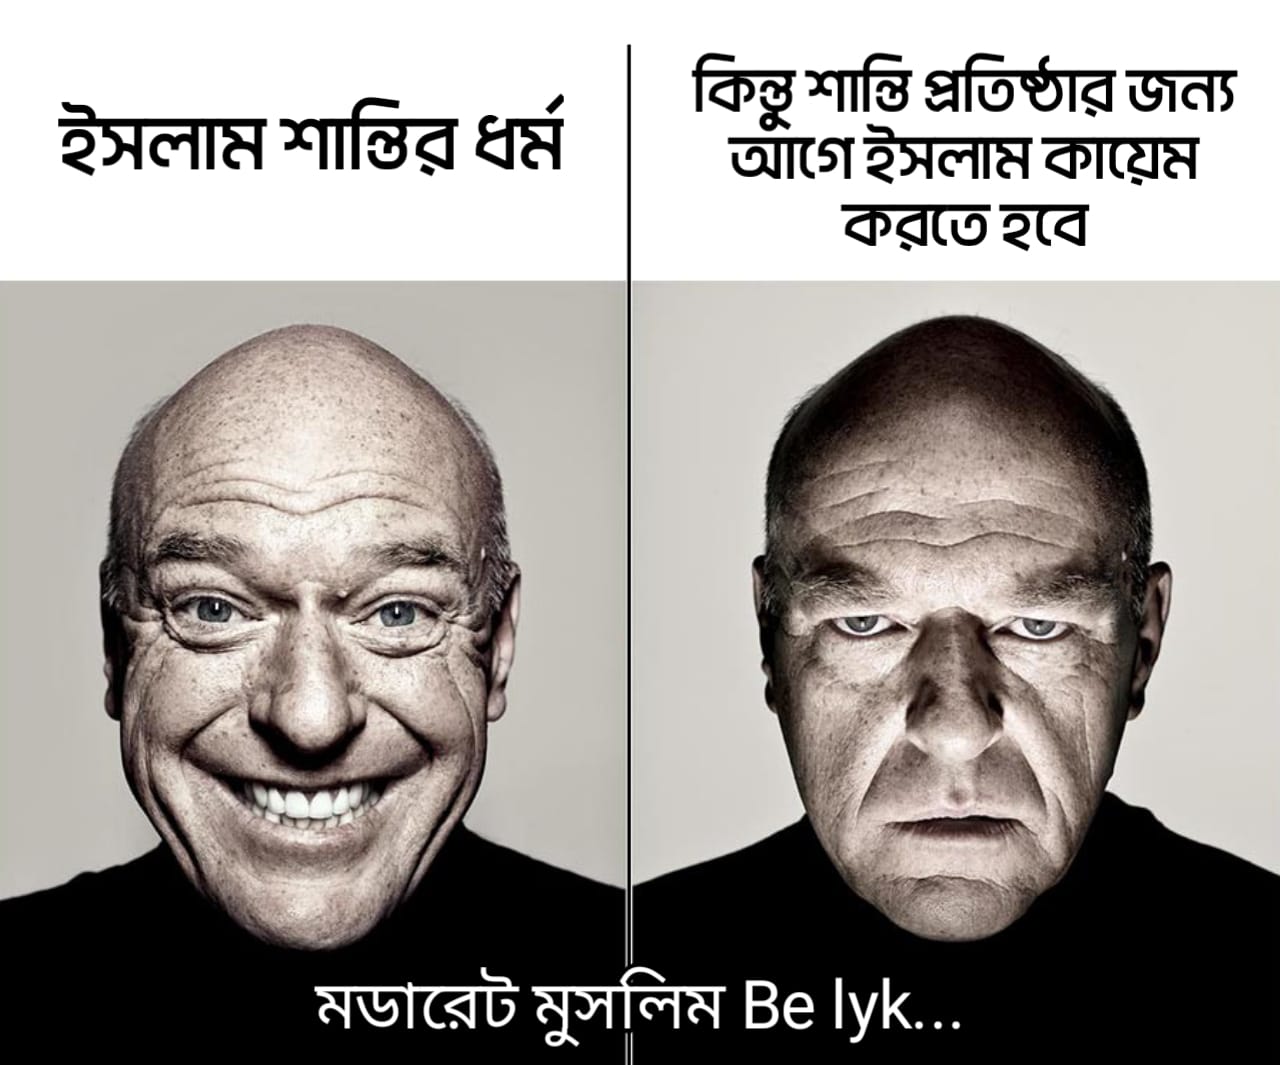 ইসলাম শান্তির ধর্ম
কিন্তু শান্তি প্রতিষ্ঠার জন্য
আগে ইসলাম কায়েম
করতে হবে
মডারেট মুসলিম Be lyk...